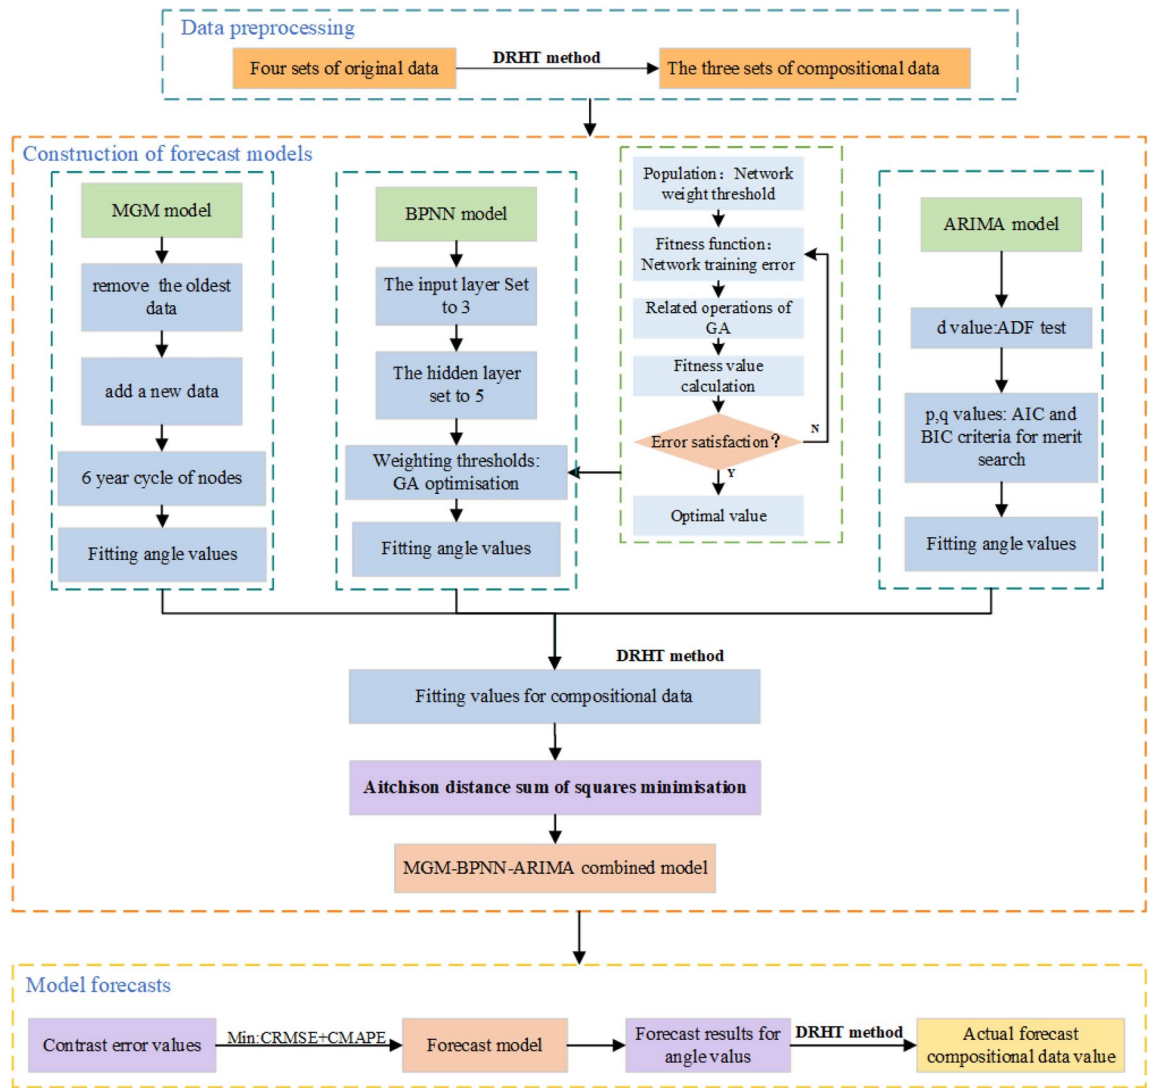 Data preprocessing
Four sets of original data
DRHT method
The three sets of compositional data
Construction of forecast models
MGM model
remove the oldest
data
add a new data
6 year cycle of nodes
Fitting angle values
BPNN model
The input layer Set
to 3
The hidden layer
set to 5
Weighting thresholds:
GA optimisation
Fitting angle values
Population: Network
weight threshold
Fitness function:
Network training error
Related operations of
GA
Fitness value
calculation
Error satisfaction?
N
Y
Optimal value
ARIMA model
d value:ADF test
p,q values: AIC and
BIC criteria for merit
search
Fitting angle values
DRHT method
Fitting values for compositional data
Aitchison distance sum of squares minimisation
MGM-BPNN-ARIMA combined model
Model forecasts
Contrast error values
Min:CRMSE+CMAPE
Forecast model
Forecast results for
angle valus
DRHT method
Actual forecast
compositional data value